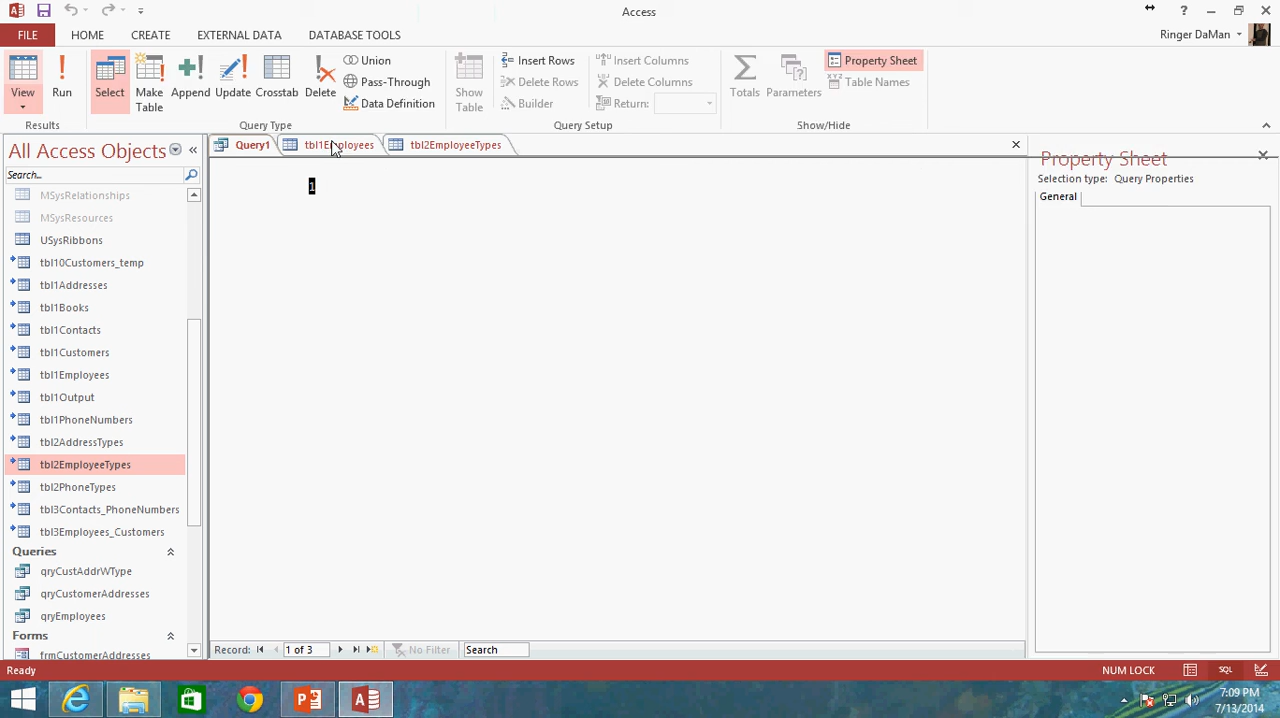 Access
?
FILE
HOME
CREATE
EXTERNAL DATA
DATABASE TOOLS
Ringer DaMan
View
Run
Select
Make
Table
Append
Update
Crosstab
Delete
Union
Pass-Through
Data Definition
Show
Table
Insert Rows
Delete Rows
Builder
Insert Columns
Delete Columns
Return:
Totals
Parameters
Property Sheet
Table Names
Results
Query Type
Query Setup
Show/Hide
All Access Objects
Search...
MSysRelationships
MSysResources
USysRibbons
tbl10Customers_temp
tbl1Addresses
tbl1Books
tbl1Contacts
tbl1Customers
tbl1Employees
tbl1Output
tbl1PhoneNumbers
tbl2AddressTypes
tbl2EmployeeTypes
tbl2PhoneTypes
tbl3Contacts_PhoneNumbers
tbl3Employees_Customers
Queries
qryCustAddrWType
qryCustomerAddresses
qryEmployees
Forms
frmCustomerAddresses
Query1
tbl1Employees
tbl2EmployeeTypes
1
Record:
1 of 3
No Filter
Search
Property Sheet
Selection type: Query Properties
General
Ready
NUM LOCK
SQL
7:09 PM
7/13/2014